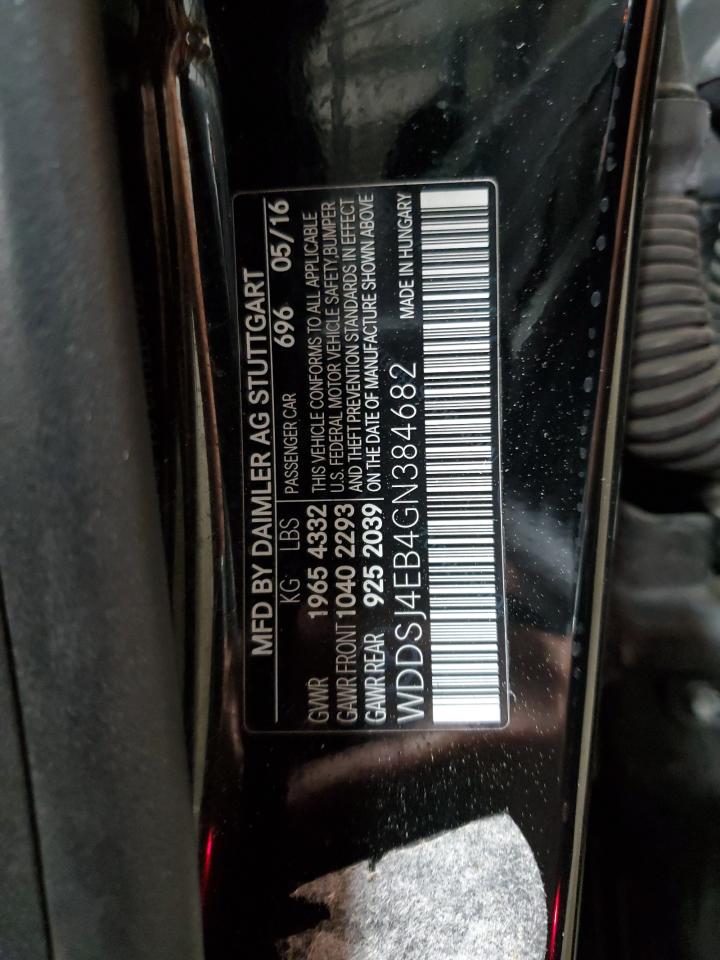 MFD BY DAIMLER AG STUTTGART
KG LBS PASSENGER CAR 696 05/16
GVWR 1965 4332 THIS VEHICLE CONFORMS TO ALL APPLICABLE
GAWR FRONT 1040 2293 U.S. FEDERAL MOTOR VEHICLE SAFETY,BUMPER
AND THEFT PREVENTION STANDARDS IN EFFECT
GAWR REAR 925 2039 ON THE DATE OF MANUFACTURE SHOWN ABOVE
WDDSJ4EB4GN384682 MADE IN HUNGARY